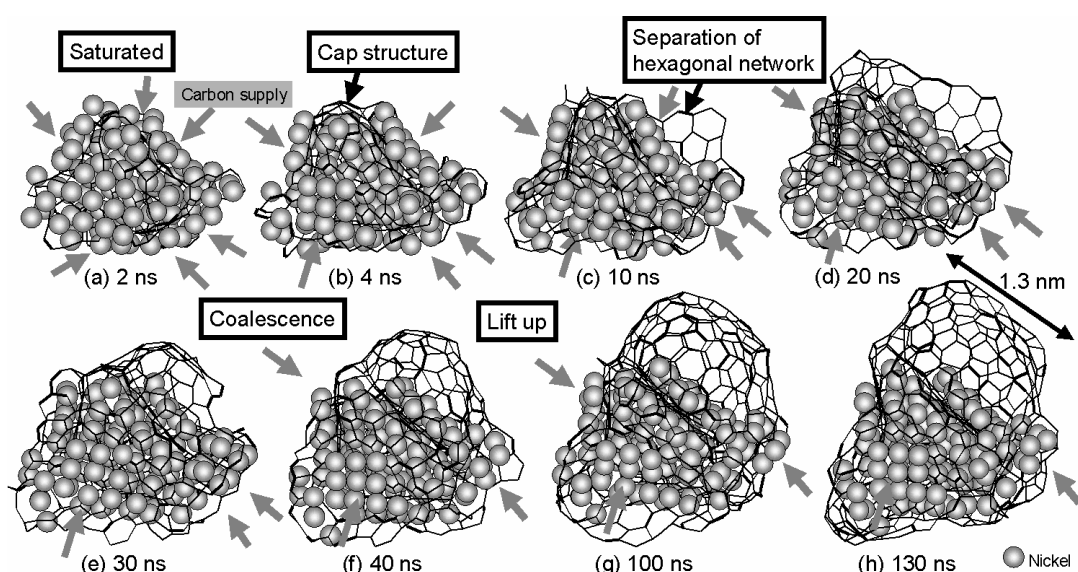 Saturated
Carbon supply
Cap structure
Separation of
hexagonal network
(a) 2 ns
(b) 4 ns
(c) 10 ns
(d) 20 ns
1.3 nm
Coalescence
Lift up
(e) 30 ns
(f) 40 ns
(g) 100 ns
(h) 130 ns
Nickel